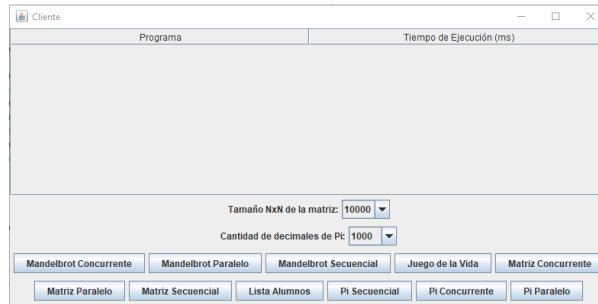 Cliente
Programa Tiempo de Ejecución (ms)
Tamaño NxN de la matriz: 10000
Cantidad de decimales de Pi: 1000
Mandelbrot Concurrente Mandelbrot Paralelo Mandelbrot Secuencial Juego de la Vida Matriz Concurrente
Matriz Paralelo Matriz Secuencial Lista Alumnos Pi Secuencial Pi Concurrente Pi Paralelo